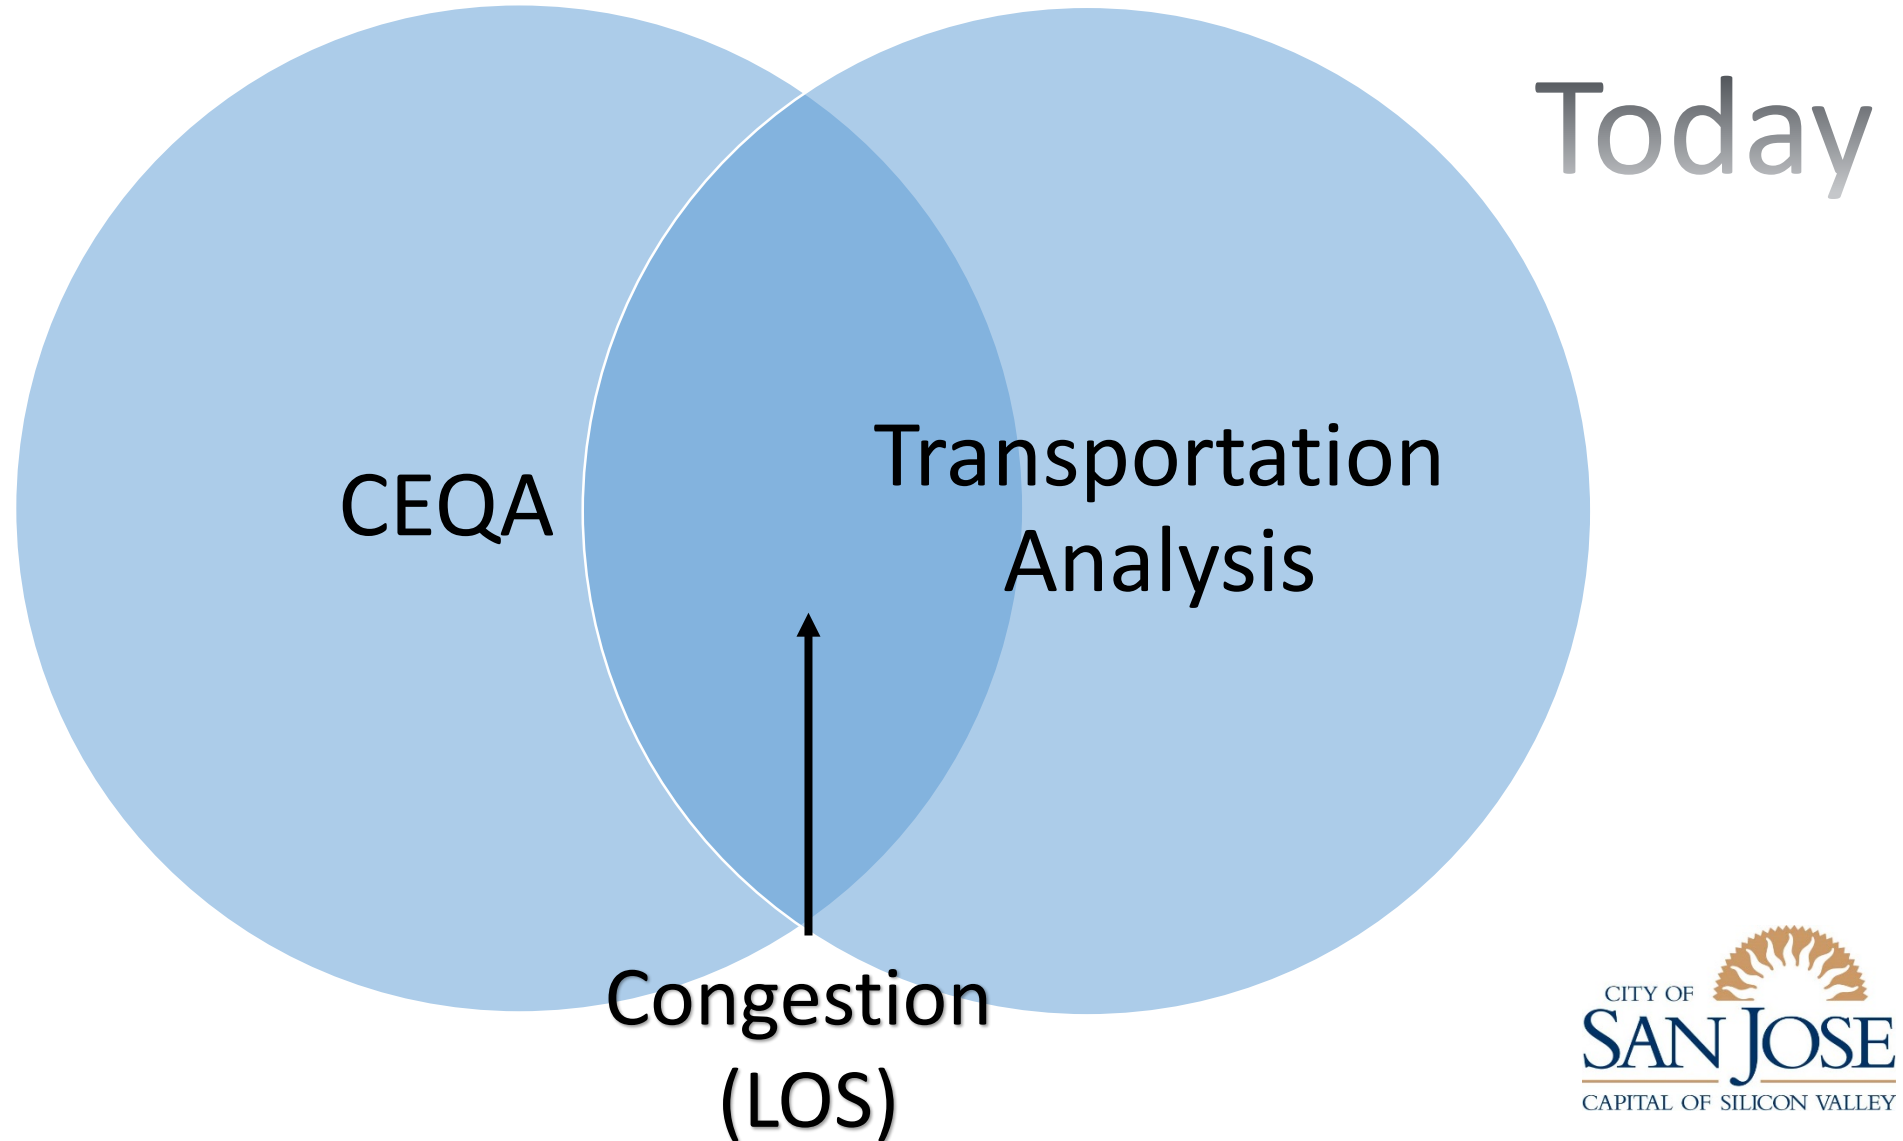 Today
CEQA
Transportation
Analysis
Congestion
(LOS)
CITY OF
SAN JOSE
CAPITAL OF SILICON VALLEY